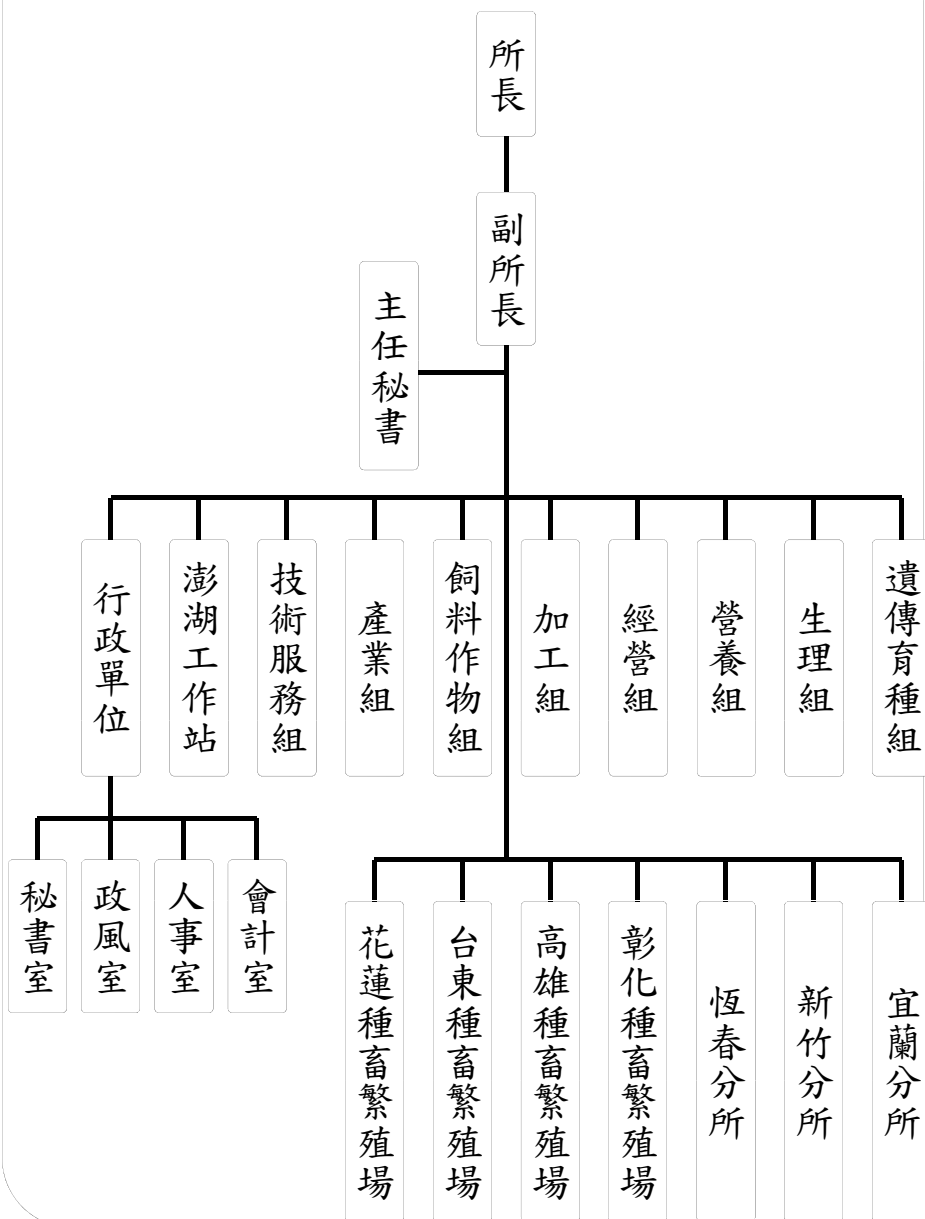 所長
副所長
主任秘書
行政單位
澎湖工作站
技術服務組
產業組
飼料作物組
加工組
經營組
營養組
生理組
遺傳育種組
秘書室
政風室
人事室
會計室
花蓮種畜繁殖場
台東種畜繁殖場
高雄種畜繁殖場
彰化種畜繁殖場
恆春分所
新竹分所
宜蘭分所